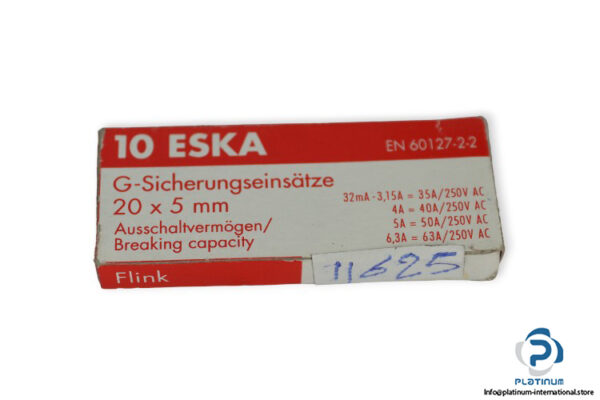 10 ESKA
EN 60127-2-2
G-Sicherungseinsätze
20 x 5 mm
Ausschaltvermögen/
Breaking capacity
32mA - 3,15A = 35A/250V AC
4A = 40A/250V AC
5A = 50A/250V AC
6,3A = 63A/250V AC
Flink
11625
PLATINUM
INTERNATIONAL
Info@platinum-international.store